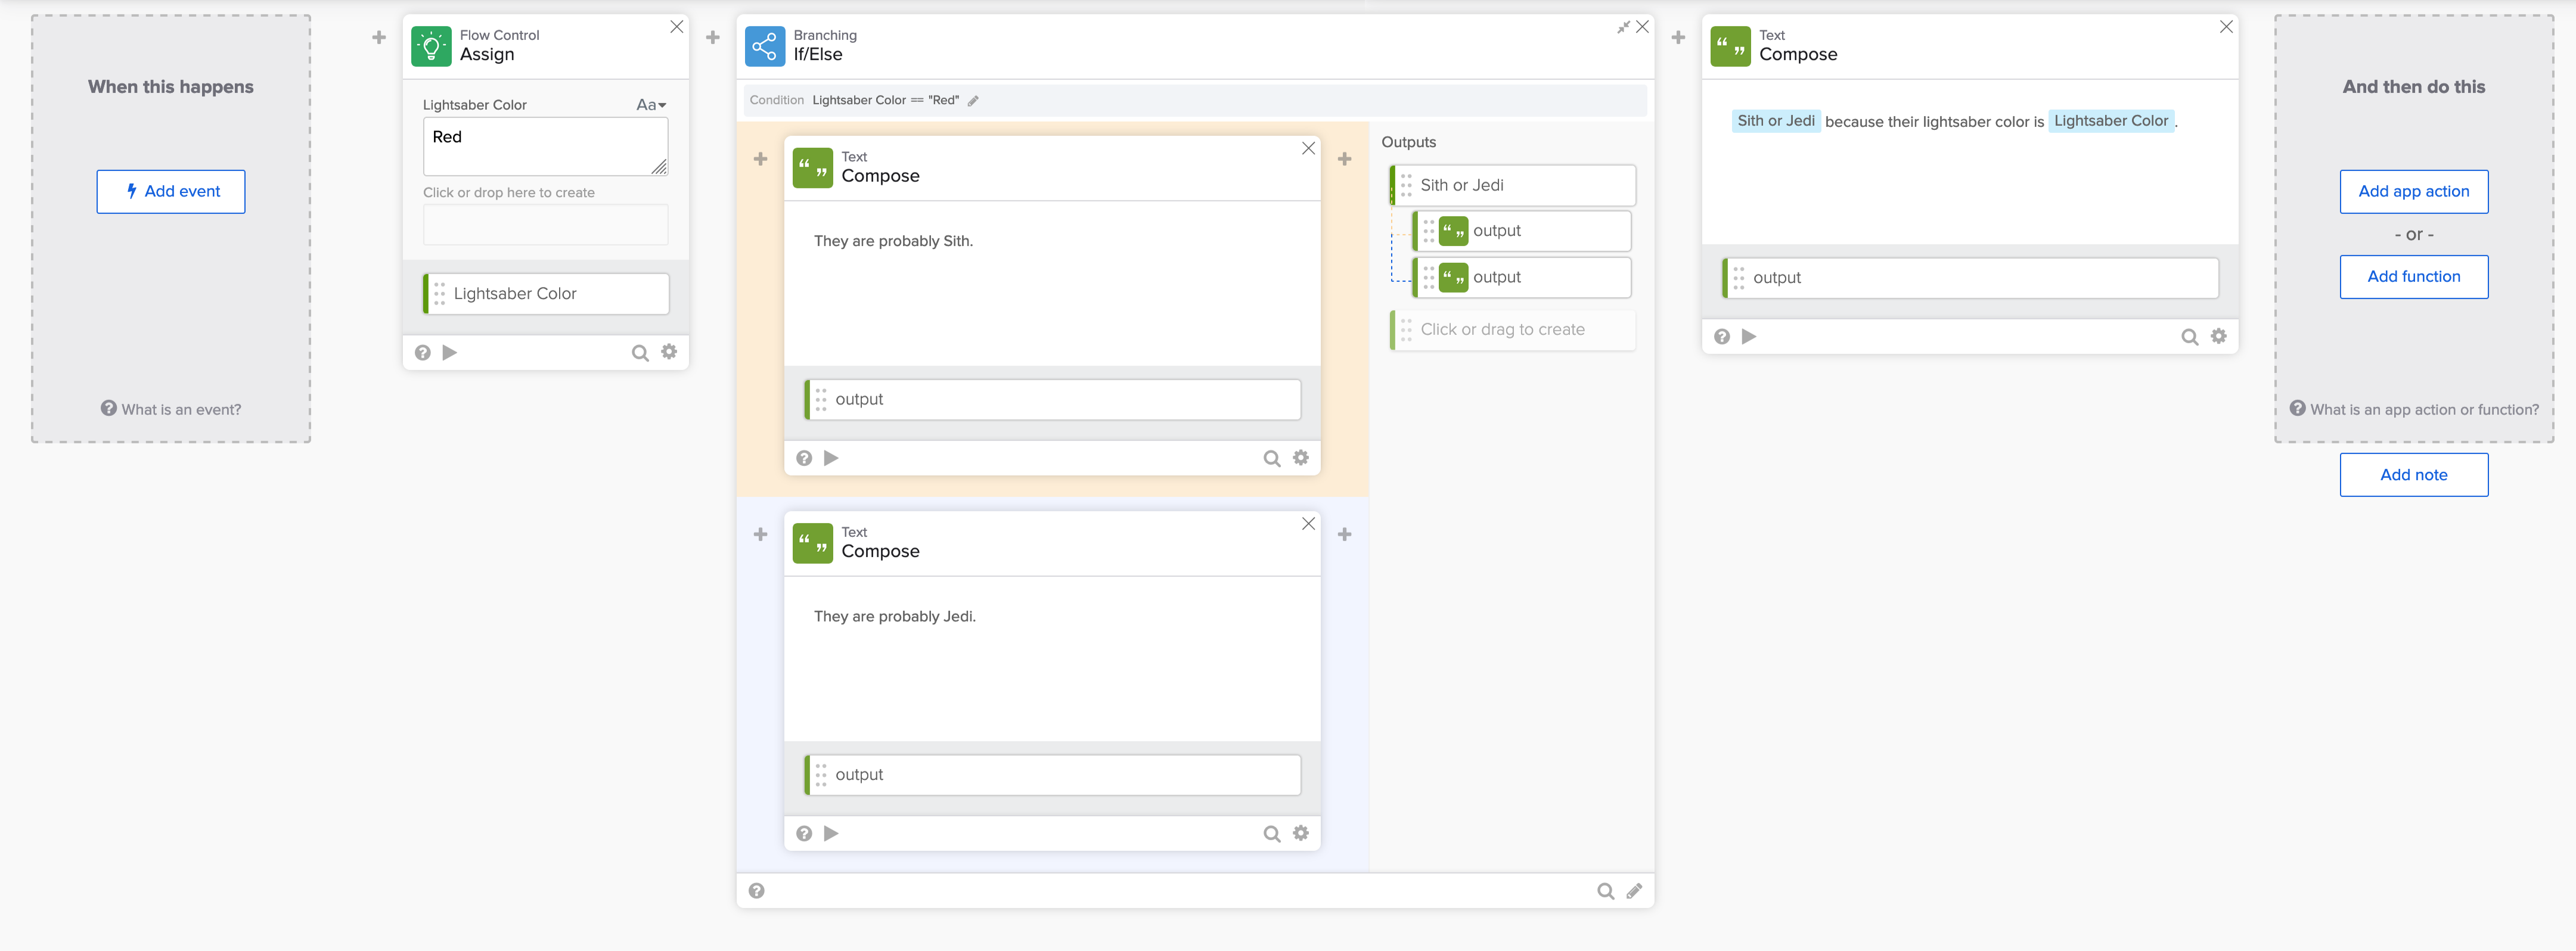 When this happens
Add event
What is an event?
Flow Control
Assign
Lightsaber Color
Aa
Red
Click or drop here to create
Lightsaber Color
Branching
If/Else
Condition Lightsaber Color == "Red"
Text
Compose
They are probably Sith.
output
Text
Compose
They are probably Jedi.
output
Outputs
Sith or Jedi
“ ” output
“ ” output
Click or drag to create
Text
Compose
Sith or Jedi because their lightsaber color is Lightsaber Color.
output
And then do this
Add app action
- or -
Add function
What is an app action or function?
Add note